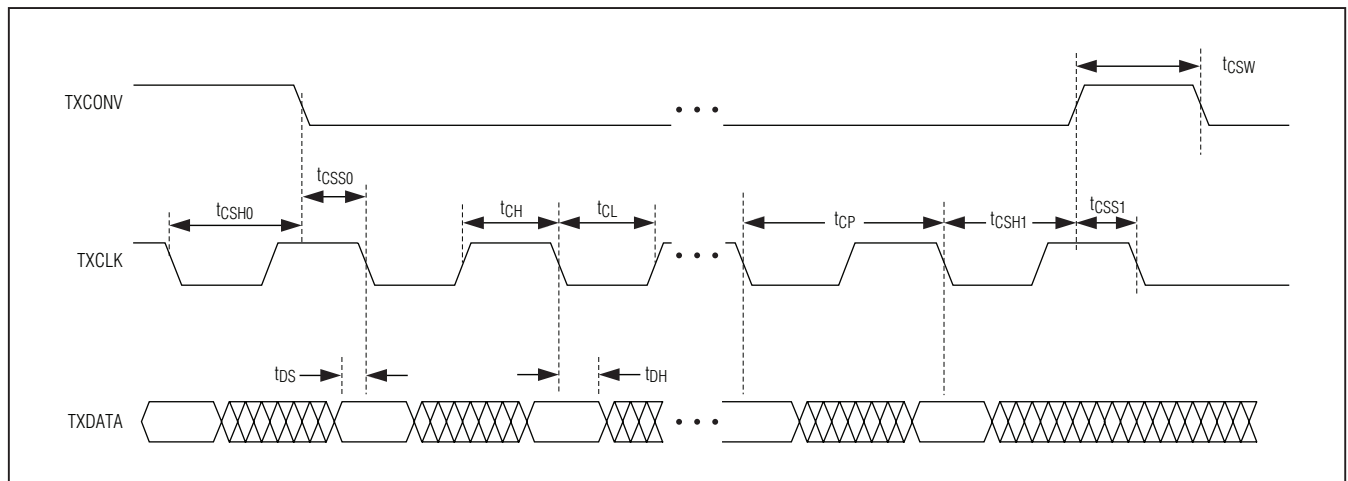 tCSW
TXCONV
tCSS0
tCSH0
tCH
tCL
tCP
tCSH1
tCSS1
TXCLK
tDS
tDH
TXDATA